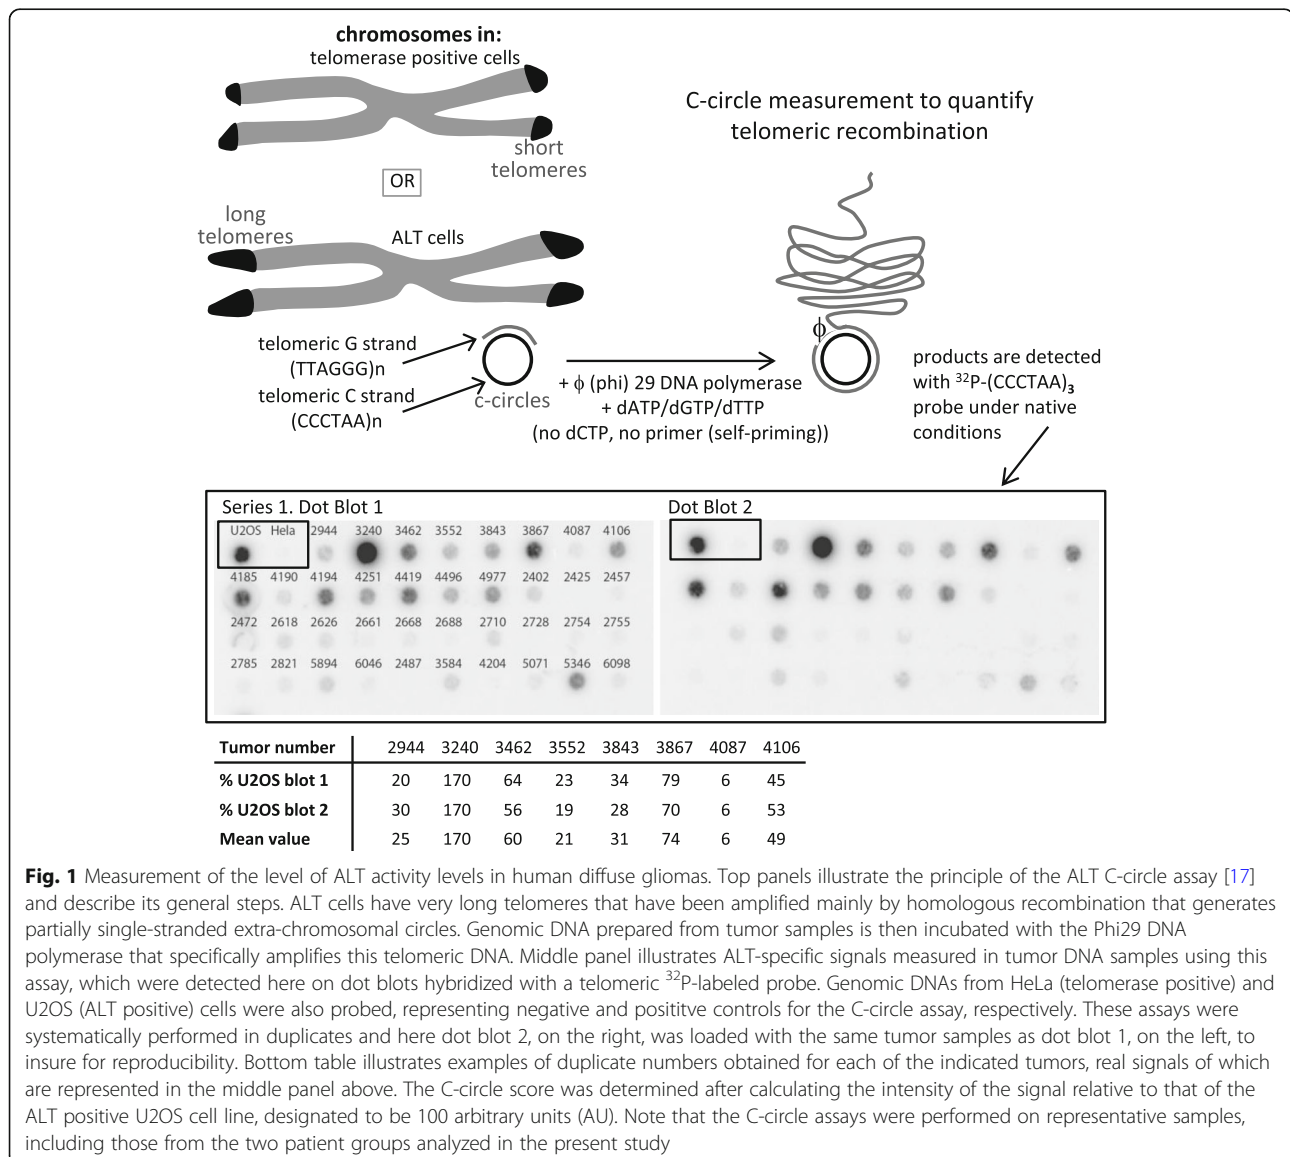 chromosomes in:
telomerase positive cells
short
telomeres
OR
long
telomeres
ALT cells
C-circle measurement to quantify
telomeric recombination
telomeric G strand
(TTAGGG)n
telomeric C strand
(CCCTAA)n
c-circles
+ ϕ (phi) 29 DNA polymerase
+ dATP/dGTP/dTTP
(no dCTP, no primer (self-priming))
ϕ
products are detected
with ³²P-(CCCTAA)₃
probe under native
conditions
Series 1. Dot Blot 1
U2OS Hela 2944 3240 3462 3552 3843 3867 4087 4106
4185 4190 4194 4251 4419 4496 4977 2402 2425 2457
2472 2618 2626 2661 2668 2688 2710 2728 2754 2755
2785 2821 5894 6046 2487 3584 4204 5071 5346 6098
Dot Blot 2
Tumor number 2944 3240 3462 3552 3843 3867 4087 4106
% U2OS blot 1 20 170 64 23 34 79 6 45
% U2OS blot 2 30 170 56 19 28 70 6 53
Mean value 25 170 60 21 31 74 6 49
Fig. 1 Measurement of the level of ALT activity levels in human diffuse gliomas. Top panels illustrate the principle of the ALT C-circle assay [17]
and describe its general steps. ALT cells have very long telomeres that have been amplified mainly by homologous recombination that generates
partially single-stranded extra-chromosomal circles. Genomic DNA prepared from tumor samples is then incubated with the Phi29 DNA
polymerase that specifically amplifies this telomeric DNA. Middle panel illustrates ALT-specific signals measured in tumor DNA samples using this
assay, which were detected here on dot blots hybridized with a telomeric ³²P-labeled probe. Genomic DNAs from HeLa (telomerase positive) and
U2OS (ALT positive) cells were also probed, representing negative and posititve controls for the C-circle assay, respectively. These assays were
systematically performed in duplicates and here dot blot 2, on the right, was loaded with the same tumor samples as dot blot 1, on the left, to
insure for reproducibility. Bottom table illustrates examples of duplicate numbers obtained for each of the indicated tumors, real signals of which
are represented in the middle panel above. The C-circle score was determined after calculating the intensity of the signal relative to that of the
ALT positive U2OS cell line, designated to be 100 arbitrary units (AU). Note that the C-circle assays were performed on representative samples,
including those from the two patient groups analyzed in the present study